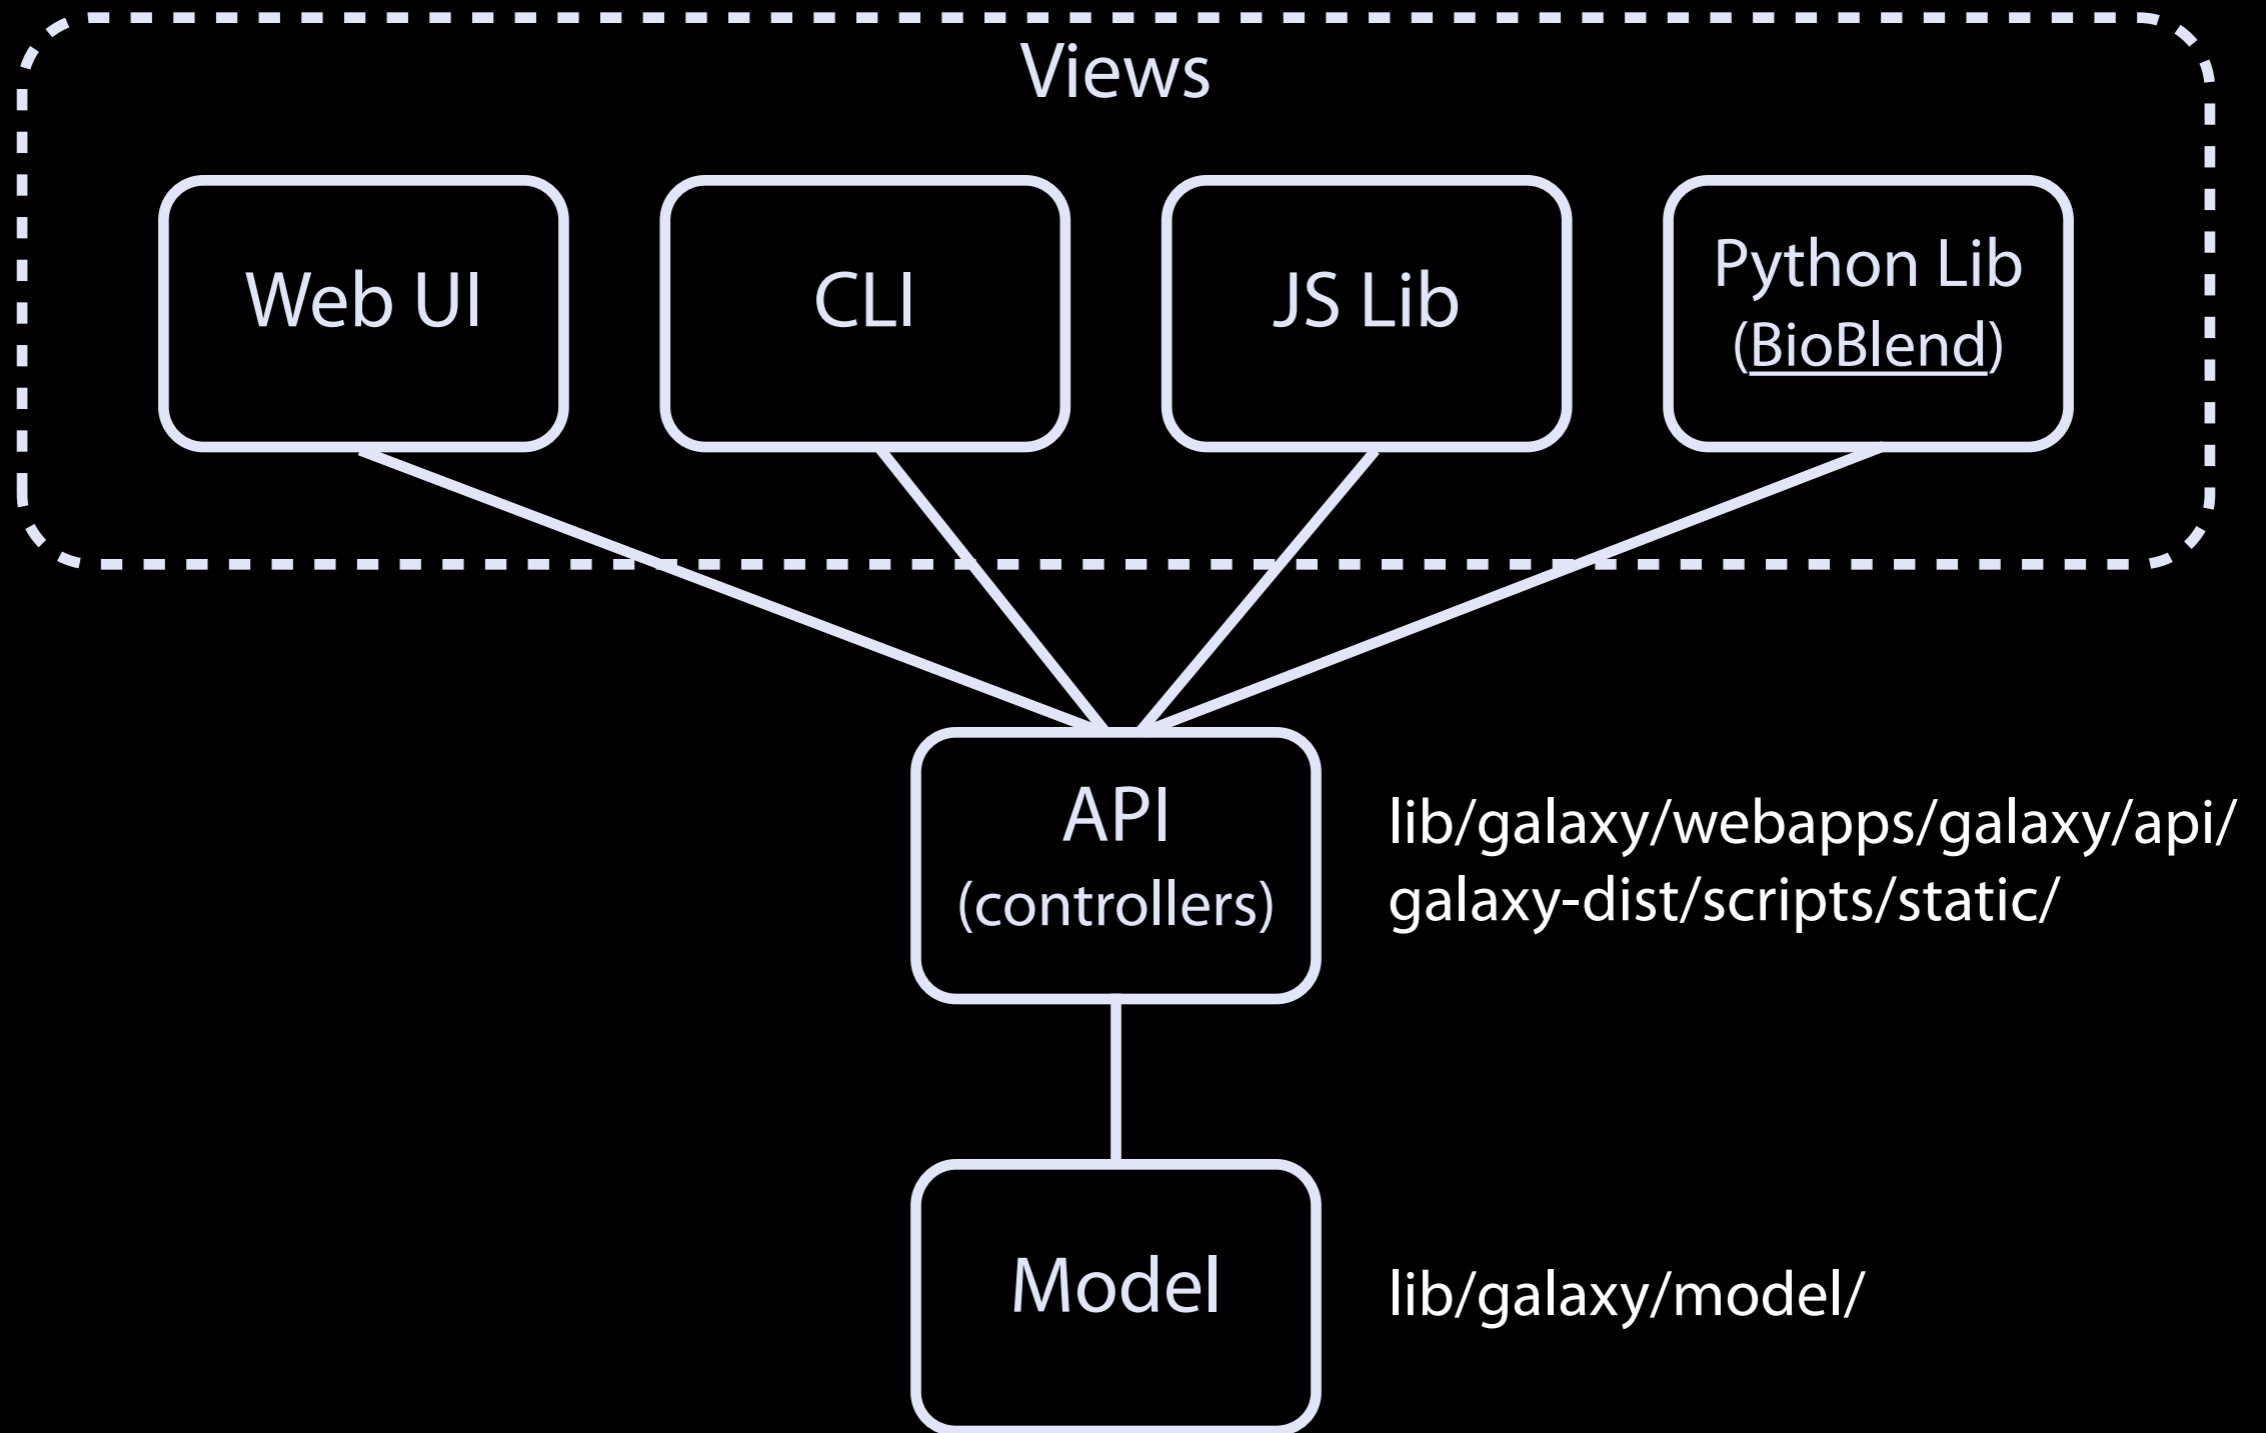 Views
Web UI
CLI
JS Lib
Python Lib
(BioBlend)
API
(controllers)
lib/galaxy/webapps/galaxy/api/
galaxy-dist/scripts/static/
Model
lib/galaxy/model/